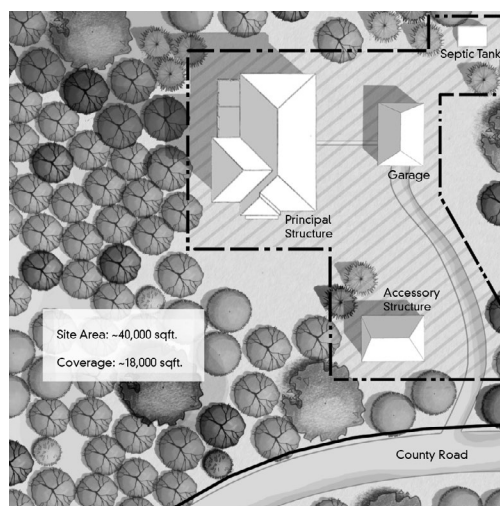 Septic Tank
Garage
Principal
Structure
Accessory
Structure
Site Area: ~40,000 sqft.
Coverage: ~18,000 sqft.
County Road